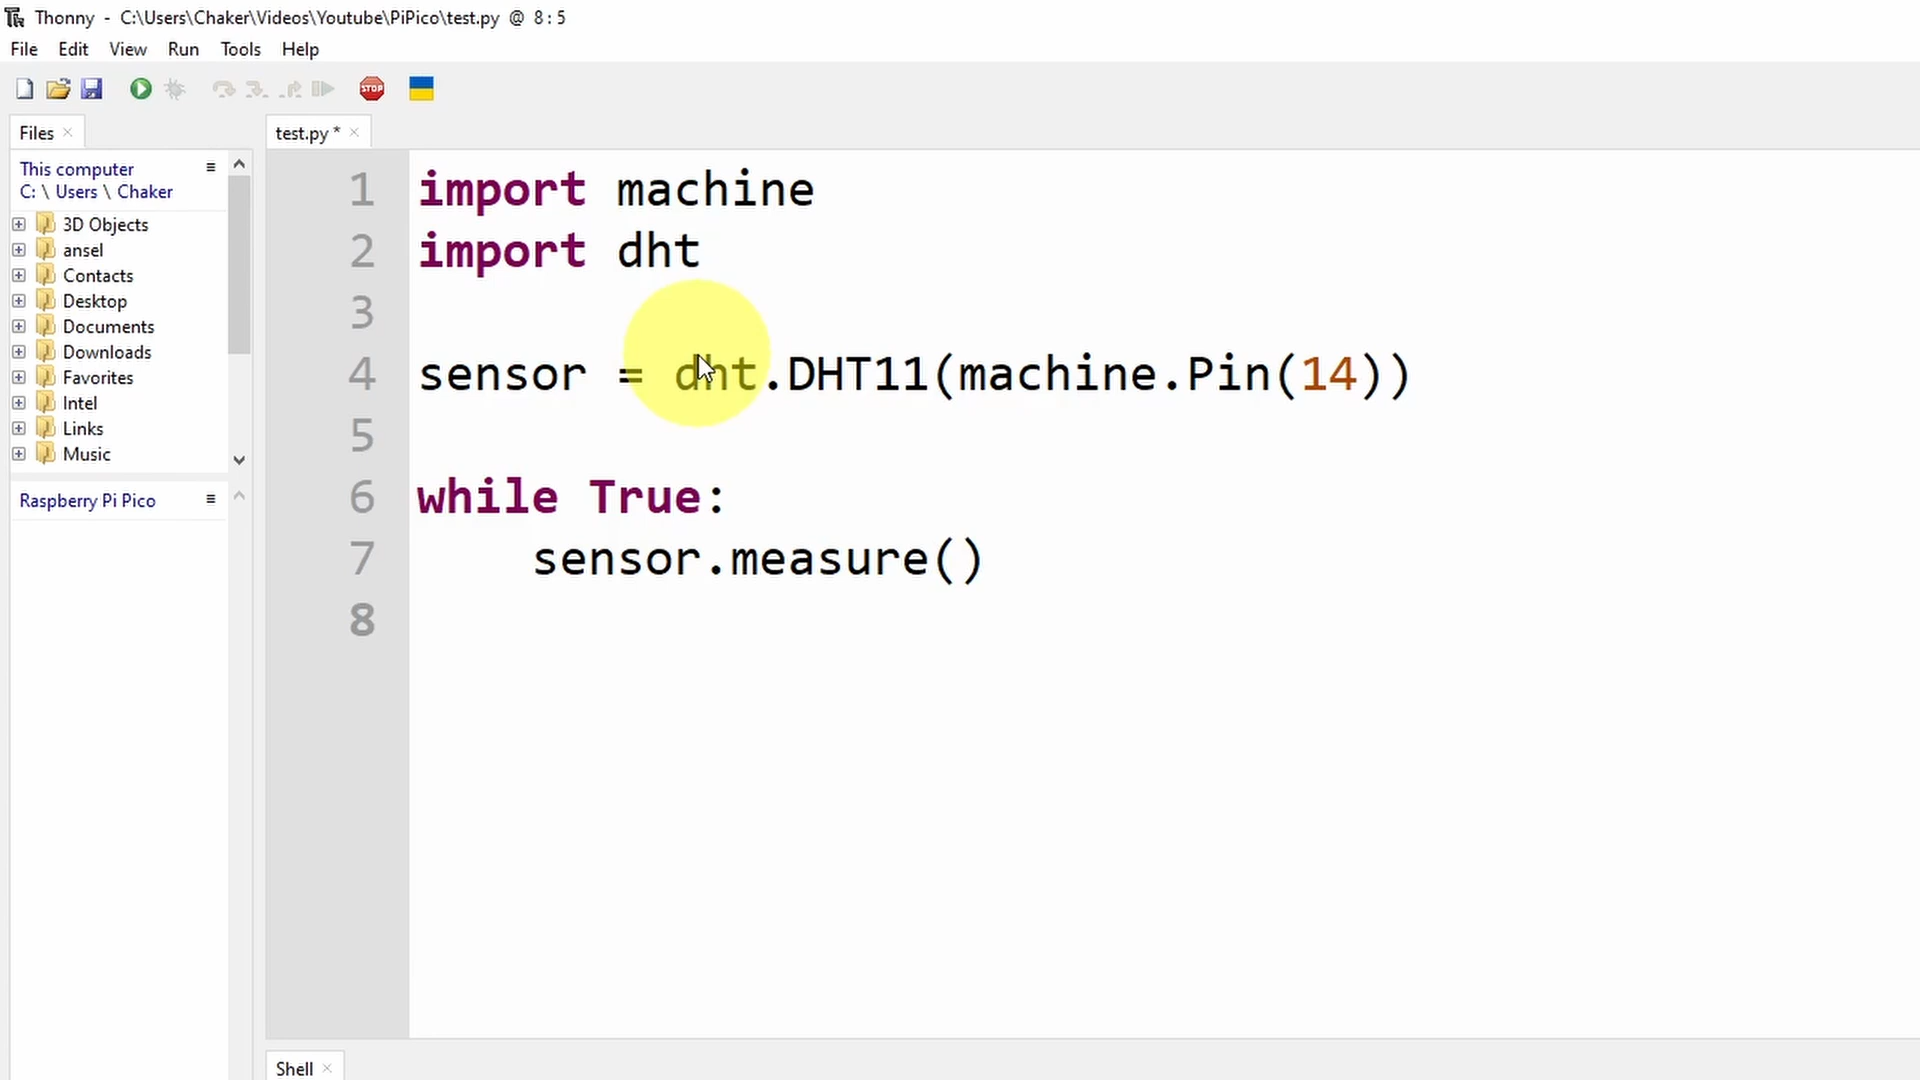 Thonny - C:\Users\Chaker\Videos\Youtube\PiPico\test.py @ 8:5
File Edit View Run Tools Help
STOP
Files
test.py *
This computer
C: \ Users \ Chaker
3D Objects
ansel
Contacts
Desktop
Documents
Downloads
Favorites
Intel
Links
Music
Raspberry Pi Pico
1 import machine
2 import dht
3
4 sensor = dht.DHT11(machine.Pin(14))
5
6 while True:
7     sensor.measure()
8
Shell